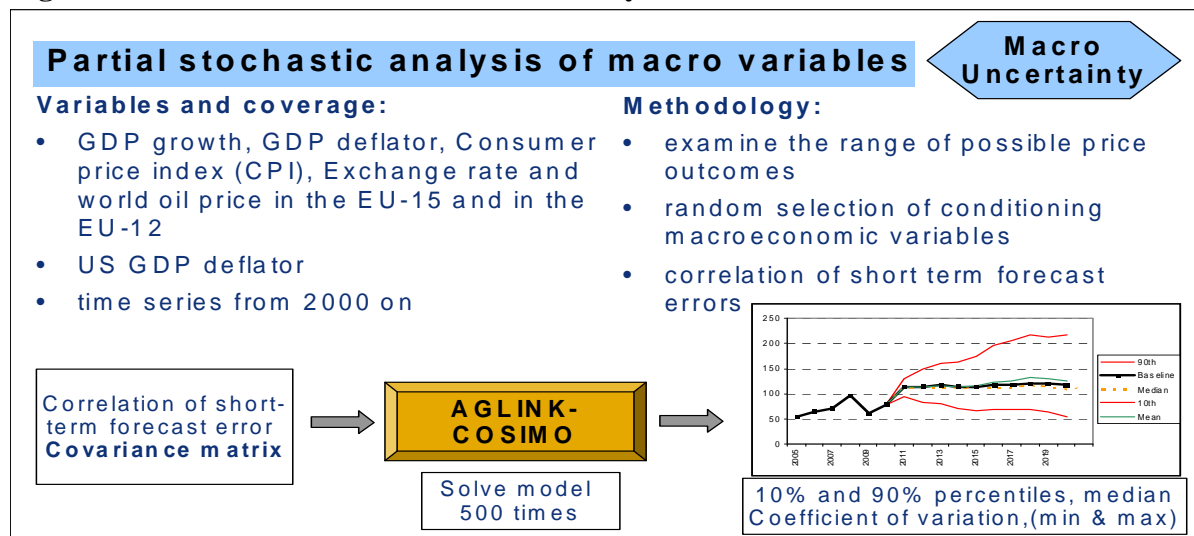 Partial stochastic analysis of macro variables
Macro
Uncertainty
Variables and coverage:
• GDP growth, GDP deflator, Consumer
price index (CPI), Exchange rate and
world oil price in the EU-15 and in the
EU-12
• US GDP deflator
• time series from 2000 on
Methodology:
• examine the range of possible price
outcomes
• random selection of conditioning
macroeconomic variables
• correlation of short term forecast
errors
Correlation of short-
term forecast error
Covariance matrix
AGLINK-
COSIMO
Solve model
500 times
250
200
150
100
50
0
2005
2007
2009
2011
2013
2015
2017
2019
90th
Baseline
Median
10th
Mean
10% and 90% percentiles, median
Coefficient of variation,(min & max)